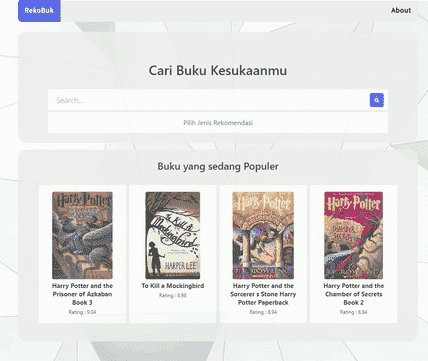 RekoBuk
About
Cari Buku Kesukaanmu
Search...
Pilih Jenis Rekomendasi
Buku yang sedang Populer
Harry Potter
To Kill a
Mockingbird
HARPER LEE
Harry Potter
J.K. ROWLING
Harry Potter
Harry Potter and the
Prisoner of Azkaban
Book 3
Rating : 9.04
To Kill a Mockingbird
Rating : 8.90
Harry Potter and the
Sorcerer s Stone Harry
Potter Paperback
Rating : 8.94
Harry Potter and the
Chamber of Secrets
Book 2
Rating : 8.84